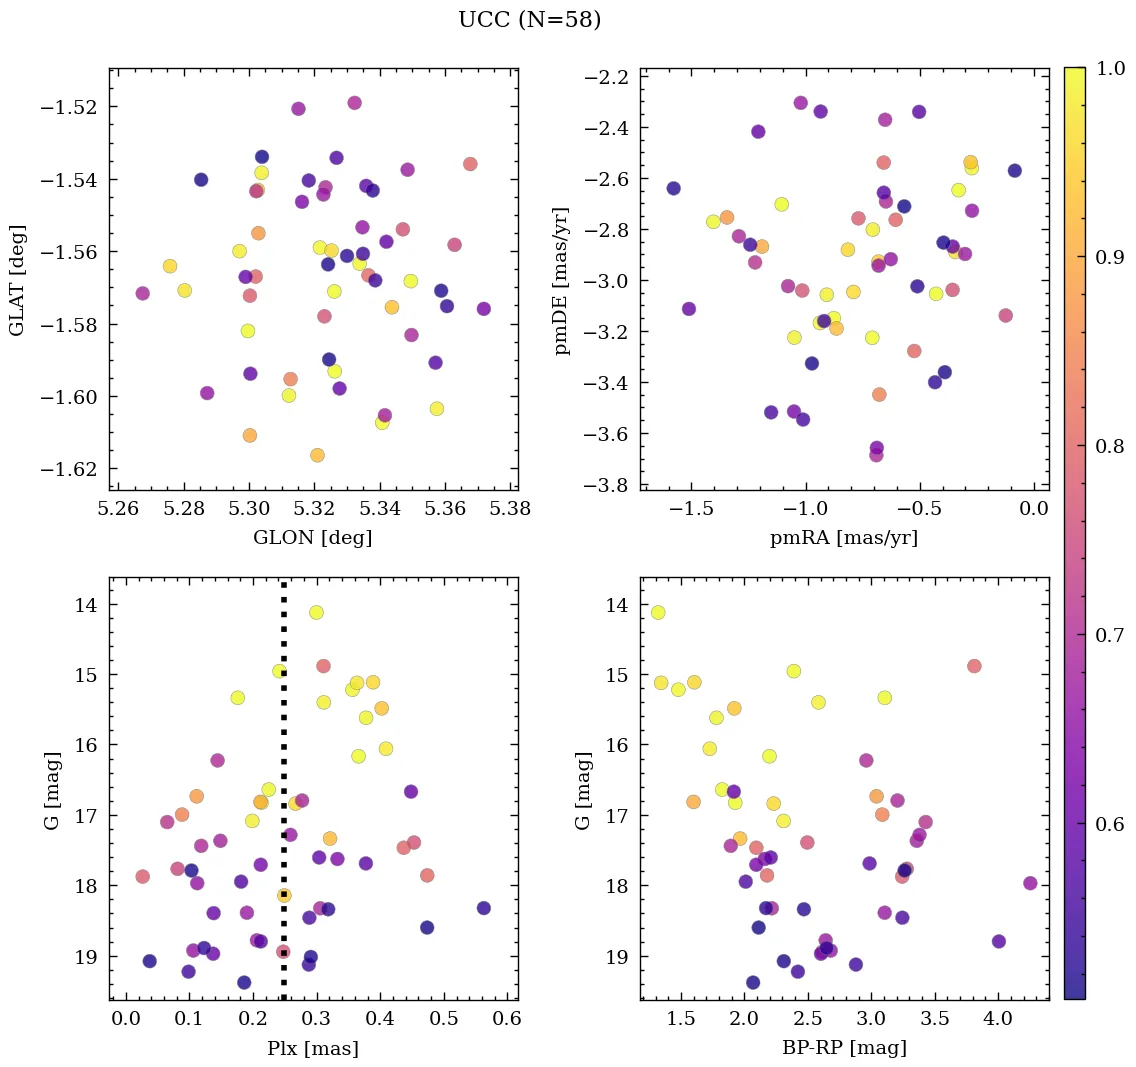 UCC (N=58)
−1.52
−1.54
−1.56
−1.58
−1.60
−1.62
GLAT [deg]
5.26 5.28 5.30 5.32 5.34 5.36 5.38
GLON [deg]
−2.2
−2.4
−2.6
−2.8
−3.0
−3.2
−3.4
−3.6
−3.8
pmDE [mas/yr]
−1.5 −1.0 −0.5 0.0
pmRA [mas/yr]
14
15
16
17
18
19
G [mag]
0.0 0.1 0.2 0.3 0.4 0.5 0.6
Plx [mas]
14
15
16
17
18
19
G [mag]
1.5 2.0 2.5 3.0 3.5 4.0
BP-RP [mag]
1.0
0.9
0.8
0.7
0.6